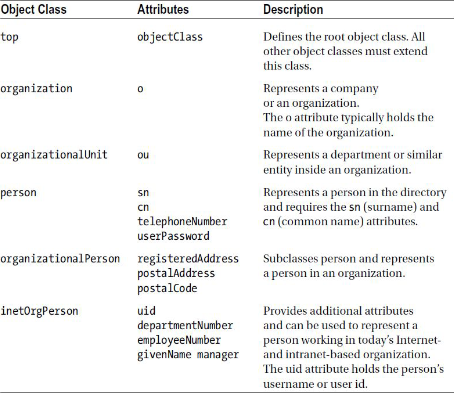 Object Class Attributes Description
top objectClass Defines the root object class. All
other object classes must extend
this class.
organization o Represents a company
or an organization.
The o attribute typically holds the
name of the organization.
organizationalUnit ou Represents a department or similar
entity inside an organization.
person sn Represents a person in the directory
cn and requires the sn (surname) and
telephoneNumber cn (common name) attributes.
userPassword
organizationalPerson registeredAddress Subclasses person and represents
postalAddress a person in an organization.
postalCode
inetOrgPerson uid Provides additional attributes
departmentNumber and can be used to represent a
employeeNumber person working in today's Internet-
givenName manager and intranet-based organization.
The uid attribute holds the person's
username or user id.